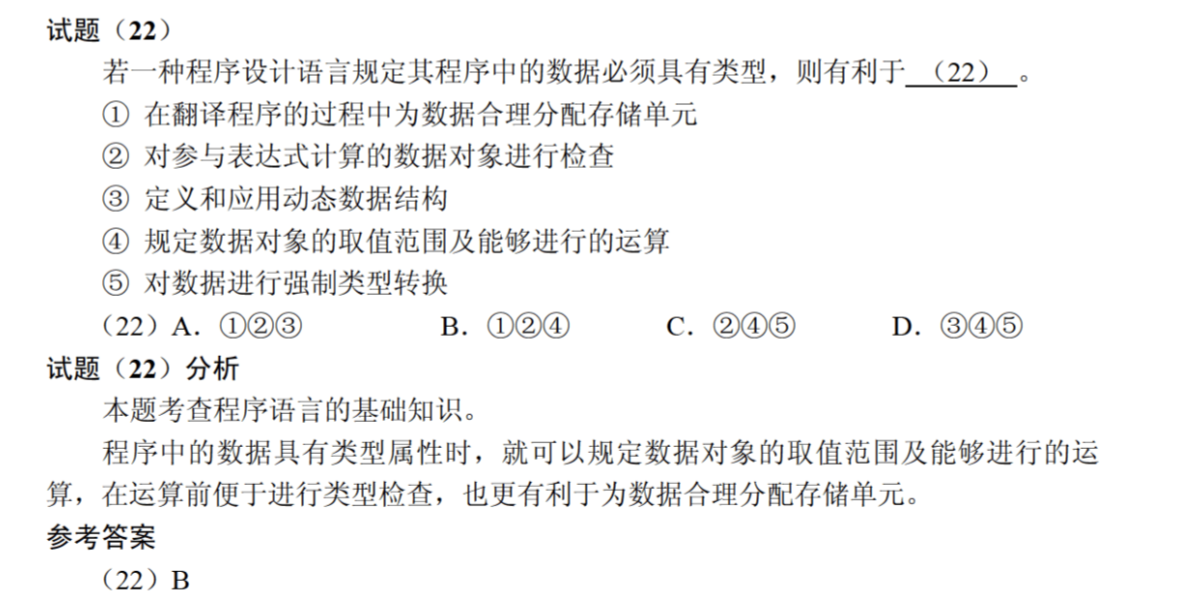 试题（22）
若一种程序设计语言规定其程序中的数据必须具有类型，则有利于（22）。
① 在翻译程序的过程中为数据合理分配存储单元
② 对参与表达式计算的数据对象进行检查
③ 定义和应用动态数据结构
④ 规定数据对象的取值范围及能够进行的运算
⑤ 对数据进行强制类型转换
（22）A．①②③ B．①②④ C．②④⑤ D．③④⑤
试题（22）分析
本题考查程序语言的基础知识。
程序中的数据具有类型属性时，就可以规定数据对象的取值范围及能够进行的运
算，在运算前便于进行类型检查，也更有利于为数据合理分配存储单元。
参考答案
（22）B